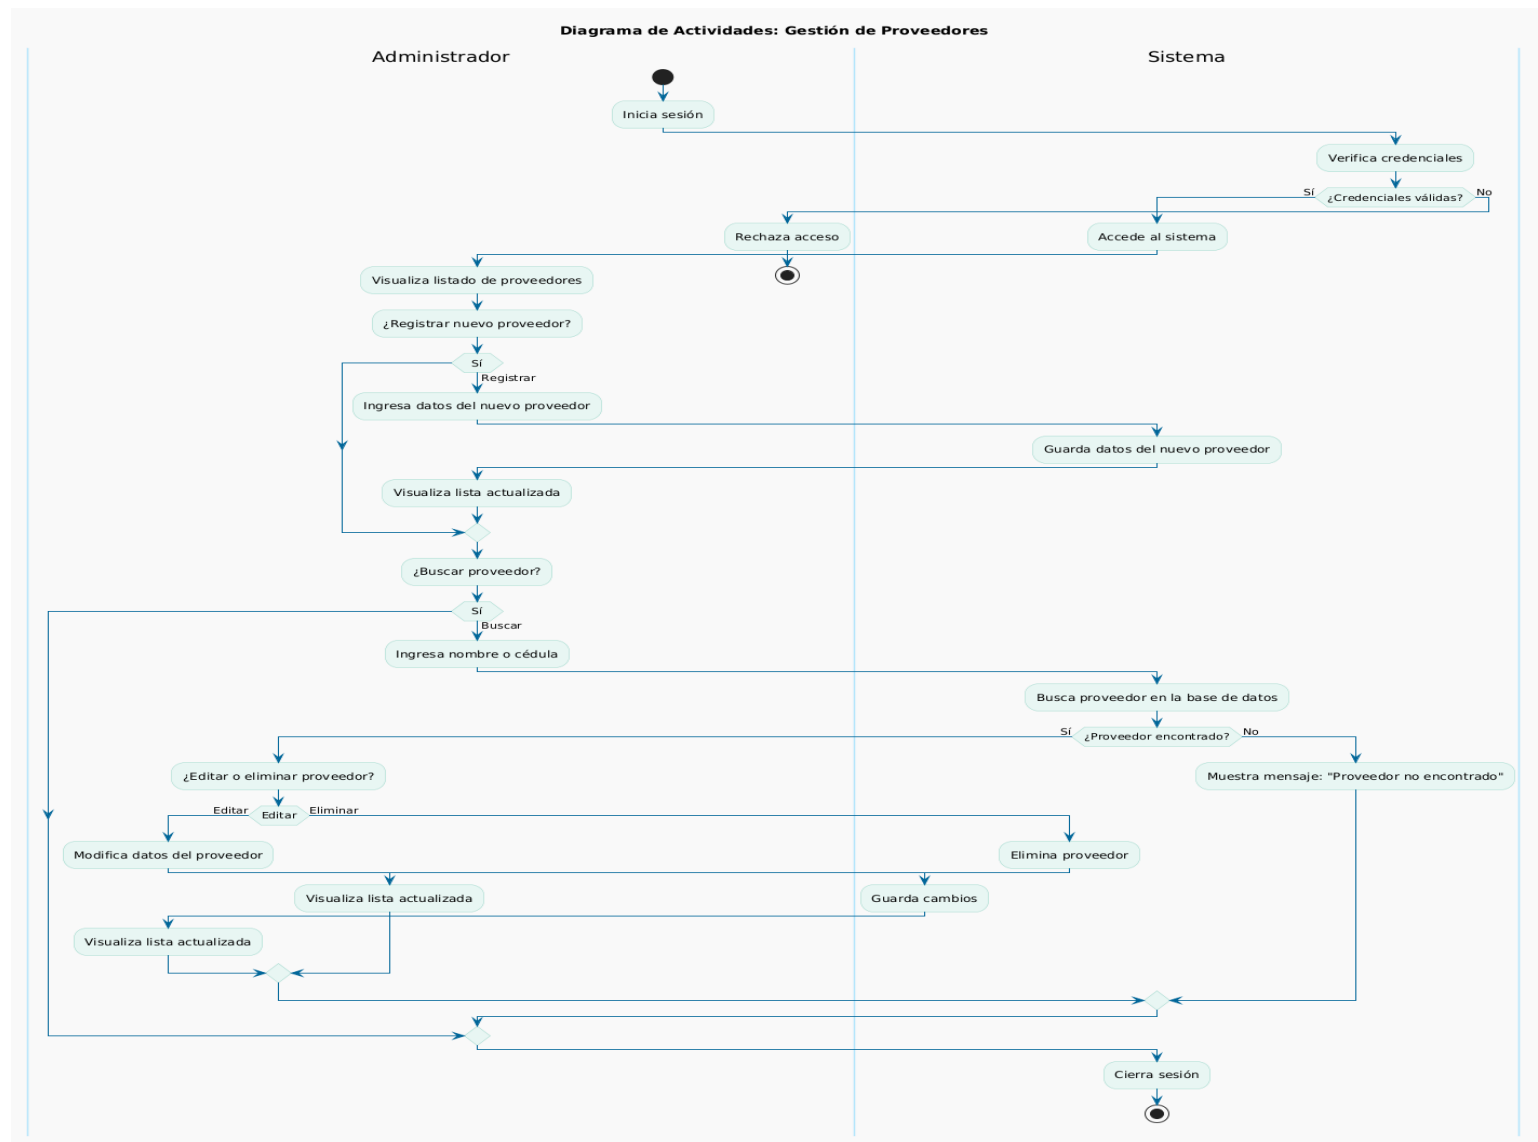 Diagrama de Actividades: Gestión de Proveedores
Administrador
Sistema
Inicia sesión
Verifica credenciales
Sí
¿Credenciales válidas?
No
Rechaza acceso
Accede al sistema
Visualiza listado de proveedores
¿Registrar nuevo proveedor?
Sí
Registrar
Ingresa datos del nuevo proveedor
Guarda datos del nuevo proveedor
Visualiza lista actualizada
¿Buscar proveedor?
Sí
Buscar
Ingresa nombre o cédula
Busca proveedor en la base de datos
Sí
¿Proveedor encontrado?
No
¿Editar o eliminar proveedor?
Muestra mensaje: "Proveedor no encontrado"
Editar
Editar
Eliminar
Modifica datos del proveedor
Elimina proveedor
Visualiza lista actualizada
Guarda cambios
Visualiza lista actualizada
Cierra sesión